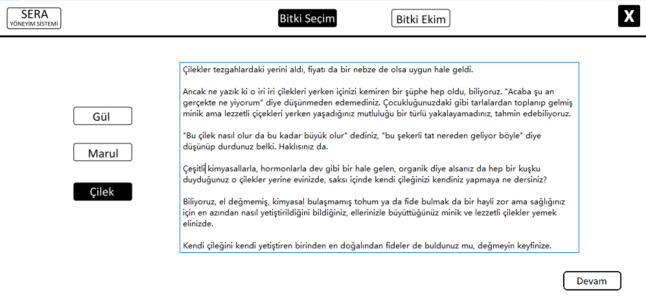 SERA
YÖNEYİM SİSTEMİ
Bitki Seçim
Bitki Ekim
X
Gül
Marul
Çilek
Çilekler tezgahlardaki yerini aldı, fiyatı da bir nebze de olsa uygun hale geldi.
Ancak ne yazık ki o iri iri çilekleri yerken içinizi kemiren bir şüphe hep oldu, biliyoruz. "Acaba şu an
gerçekte ne yiyorum" diye düşünmeden edemediniz. Çocukluğunuzdaki gibi tarlalardan toplanıp gelmiş
minik ama lezzetli çiçekleri yerken yaşadığınız mutluluğu bir türlü yakalayamadınız, tahmin edebiliyoruz.
"Bu çilek nasıl olur da bu kadar büyük olur" dediniz, "bu şekerli tat nereden geliyor böyle" diye
düşünüp durdunuz belki. Haklısınız da.
Çeşitli kimyasallarla, hormonlarla dev gibi bir hale gelen, organik diye alsanız da hep bir kuşku
duyduğunuz o çilekler yerine evinizde, saksı içinde kendi çileğinizi kendiniz yapmaya ne dersiniz?
Biliyoruz, el değmemiş, kimyasal bulaşmamış tohum ya da fide bulmak da bir hayli zor ama sağlığınız
için en azından nasıl yetiştirildiğini bildiğiniz, ellerinizle büyüttüğünüz minik ve lezzetli çilekler yemek
elinizde.
Kendi çileğini kendi yetiştiren birinden en doğalından fideler de buldunuz mu, değmeyin keyfinize.
Devam